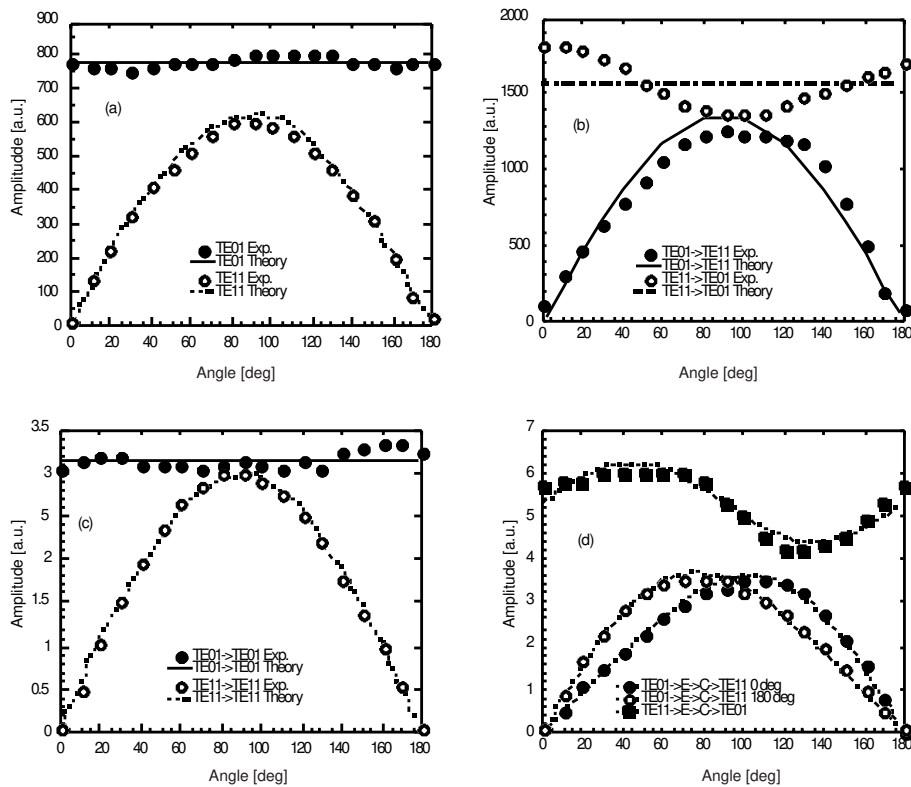 900
800
700
600
500
400
300
200
100
0
Amplitudde [a.u.]
(a)
TE01 Exp.
TE01 Theory
TE11 Exp.
TE11 Theory
0 20 40 60 80 100 120 140 160 180
Angle [deg]
2000
1500
1000
500
0
Amplitude [a.u.]
(b)
TE01->TE11 Exp.
TE01->TE11 Theory
TE11->TE01 Exp.
TE11->TE01 Theory
0 20 40 60 80 100 120 140 160 180
Angle [deg]
3.5
3
5
2
1.5
1
0.5
0
Amplitude [a.u.]
(c)
TE01->TE01 Exp.
TE01->TE01 Theory
TE11->TE11 Exp.
TE11->TE11 Theory
0 20 40 60 80 100 120 140 160 180
Angle [deg]
7
6
5
4
3
2
1
0
Amplitude [a.u.]
(d)
TE01->E->C->TE11 0 deg
TE01->E->C->TE11 180 deg
TE11->E->C->TE01
0 20 40 60 80 100 120 140 160 180
Angle [deg]